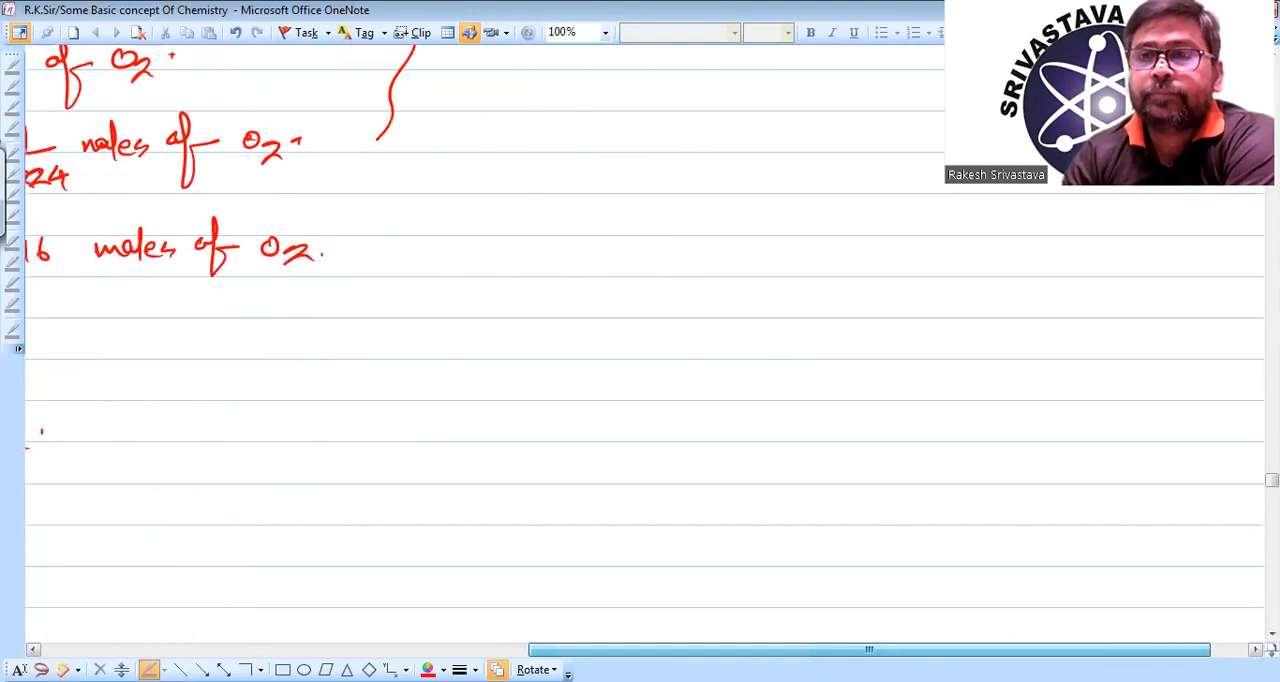 R.K.Sir/Some Basic concept Of Chemistry - Microsoft Office OneNote
Task Tag Clip 100% B I U
SRIVASTAVA
Rakesh Srivastava
of O2.
24 moles of O2.
16 moles of O2.
Rotate